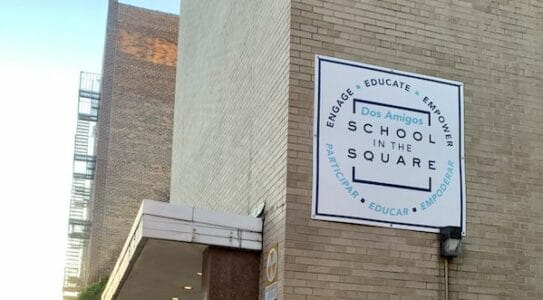 ENGAGE • EDUCATE • EMPOWER
Dos Amigos
SCHOOL
IN THE
SQUARE
PARTICIPAR • EDUCAR • EMPODERAR